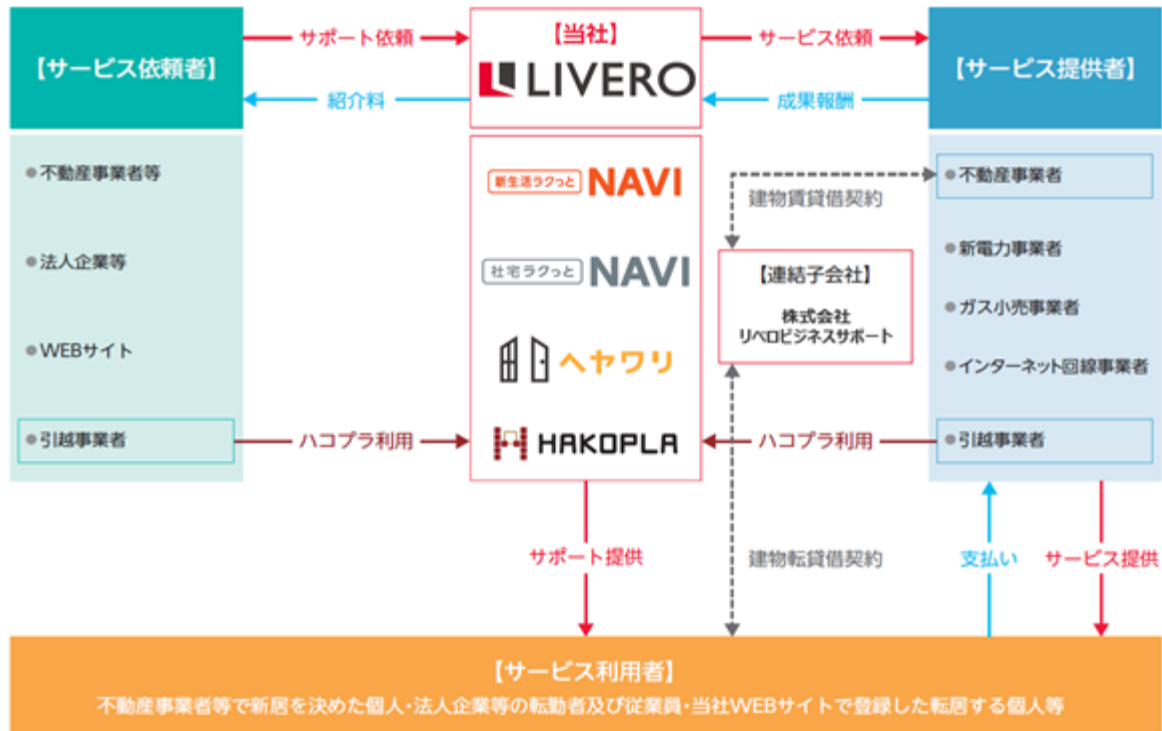 【サービス依頼者】
サポート依頼
【当社】
LIVERO
サービス依頼
【サービス提供者】
紹介料
成果報酬
●不動産事業者等
●法人企業等
●WEBサイト
●引越事業者
ハコプラ利用
新生活ラクっと NAVI
社宅ラクっと NAVI
ヘヤワリ
HAKOPLA
建物賃貸借契約
【連結子会社】
株式会社
リベロビジネスサポート
●不動産事業者
●新電力事業者
●ガス小売事業者
●インターネット回線事業者
●引越事業者
ハコプラ利用
サポート提供
建物転貸借契約
支払い
サービス提供
【サービス利用者】
不動産事業者等で新居を決めた個人・法人企業等の転勤者及び従業員・当社WEBサイトで登録した転居する個人等